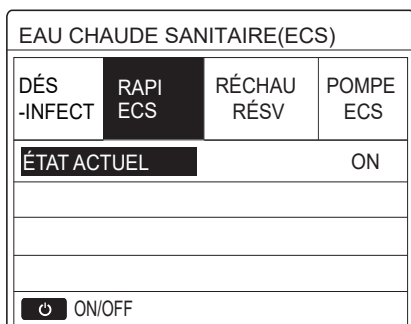 EAU CHAUDE SANITAIRE(ECS)
DÉS
-INFECT
RAPI
ECS
RÉCHAU
RÉSV
POMPE
ECS
ÉTAT ACTUEL ON
ON/OFF